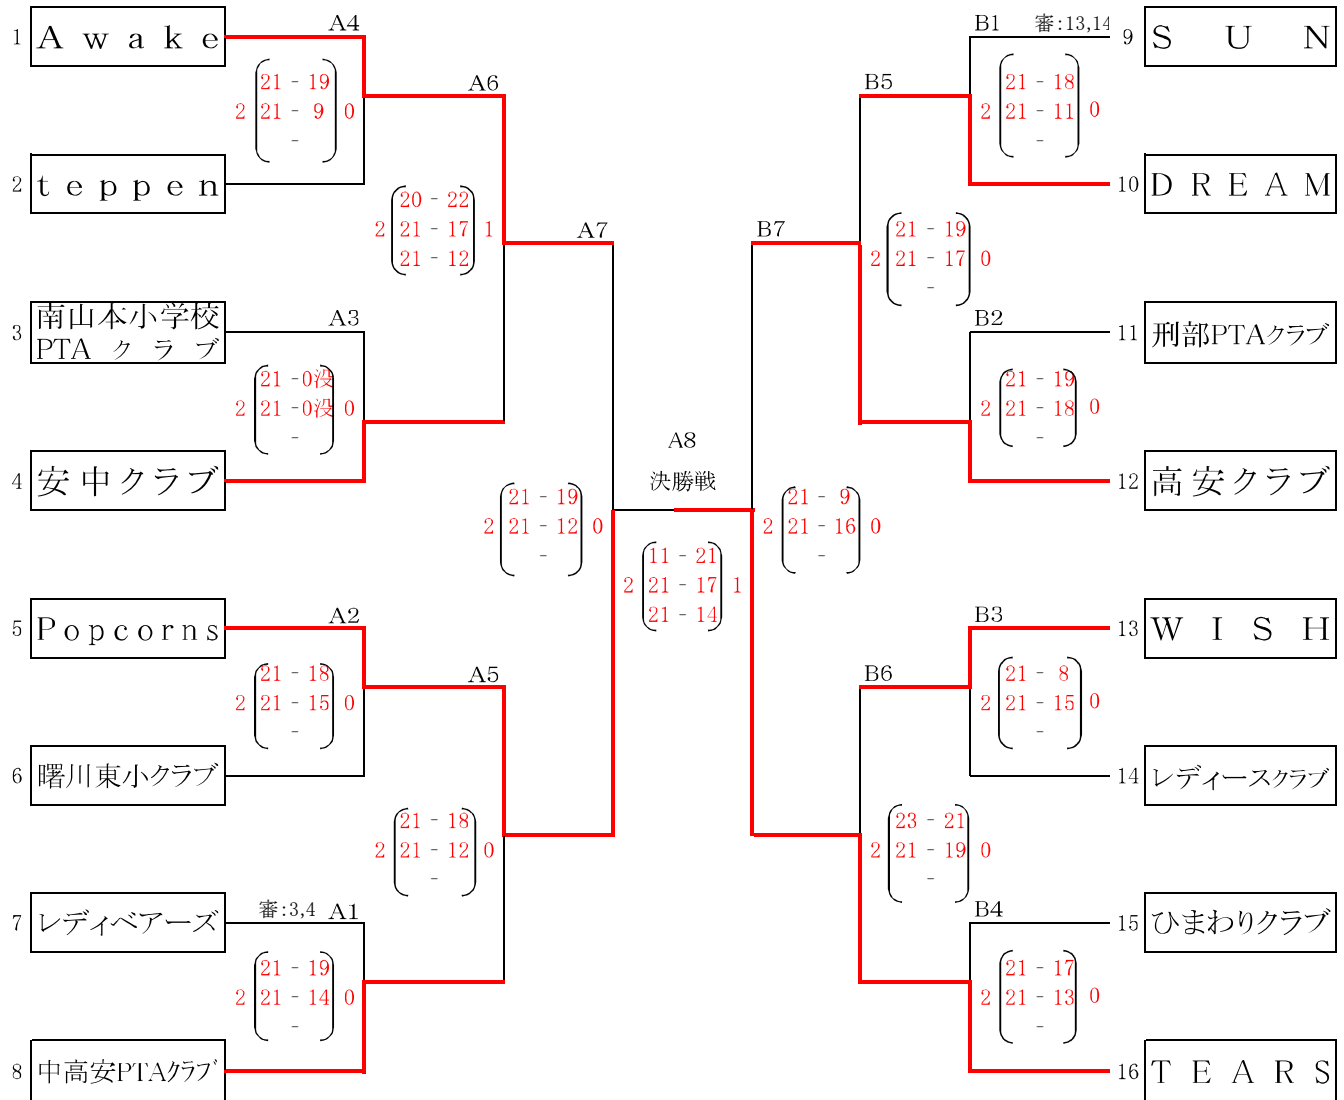 1 Awake
A4
21 - 19
2 21 - 9 0
-
2 teppen
A6
20 - 22
2 21 - 17 1
21 - 12
3 南山本小学校
PTAクラブ
A3
21 -0没
2 21 -0没 0
-
4 安中クラブ
A7
21 - 19
2 21 - 12 0
-
5 Popcorns
A2
21 - 18
2 21 - 15 0
-
6 曙川東小クラブ
A5
21 - 18
2 21 - 12 0
-
7 レディベアーズ
審:3,4 A1
21 - 19
2 21 - 14 0
-
8 中高安PTAクラブ
A8
決勝戦
11 - 21
2 21 - 17 1
21 - 14
B1 審:13,14
9 SUN
21 - 18
2 21 - 11 0
-
10 DREAM
B5
21 - 19
2 21 - 17 0
-
B2
11 刑部PTAクラブ
21 - 19
2 21 - 18 0
-
12 高安クラブ
B7
21 - 9
2 21 - 16 0
-
B3
13 WISH
21 - 8
2 21 - 15 0
-
14 レディースクラブ
B6
23 - 21
2 21 - 19 0
-
B4
15 ひまわりクラブ
21 - 17
2 21 - 13 0
-
16 TEARS